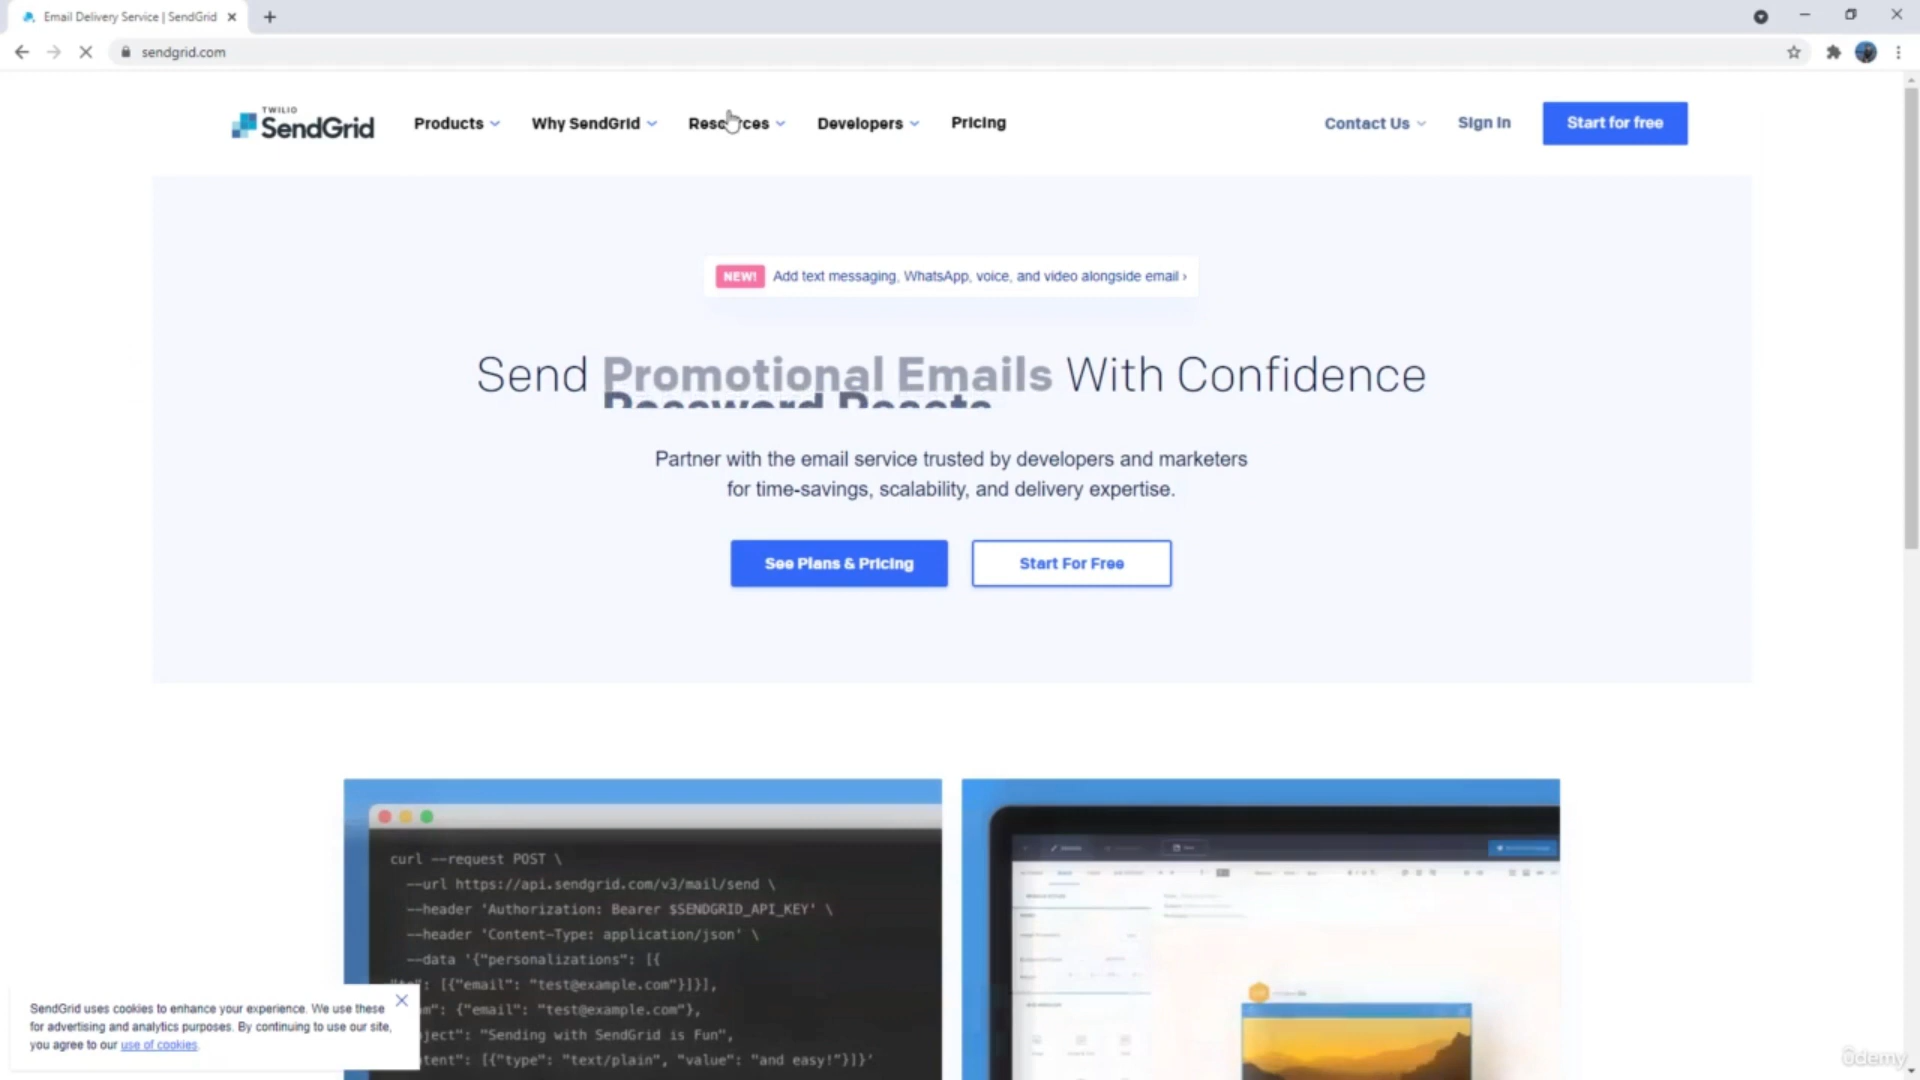 Email Delivery Service | SendGrid
sendgrid.com
TWILIO
SendGrid
Products
Why SendGrid
Resources
Developers
Pricing
Contact Us
Sign In
Start for free
NEW! Add text messaging, WhatsApp, voice, and video alongside email ›
Send Promotional Emails With Confidence
Password Resets
Partner with the email service trusted by developers and marketers
for time-savings, scalability, and delivery expertise.
See Plans & Pricing
Start For Free
curl --request POST \
--url https://api.sendgrid.com/v3/mail/send \
--header 'Authorization: Bearer $SENDGRID_API_KEY' \
--header 'Content-Type: application/json' \
--data '{"personalizations": [{
": [{"email": "test@example.com"}]}],
m": {"email": "test@example.com"},
ject": "Sending with SendGrid is Fun",
tent": [{"type": "text/plain", "value": "and easy!"}]}'
SendGrid uses cookies to enhance your experience. We use these
for advertising and analytics purposes. By continuing to use our site,
you agree to our use of cookies.
ûdemy